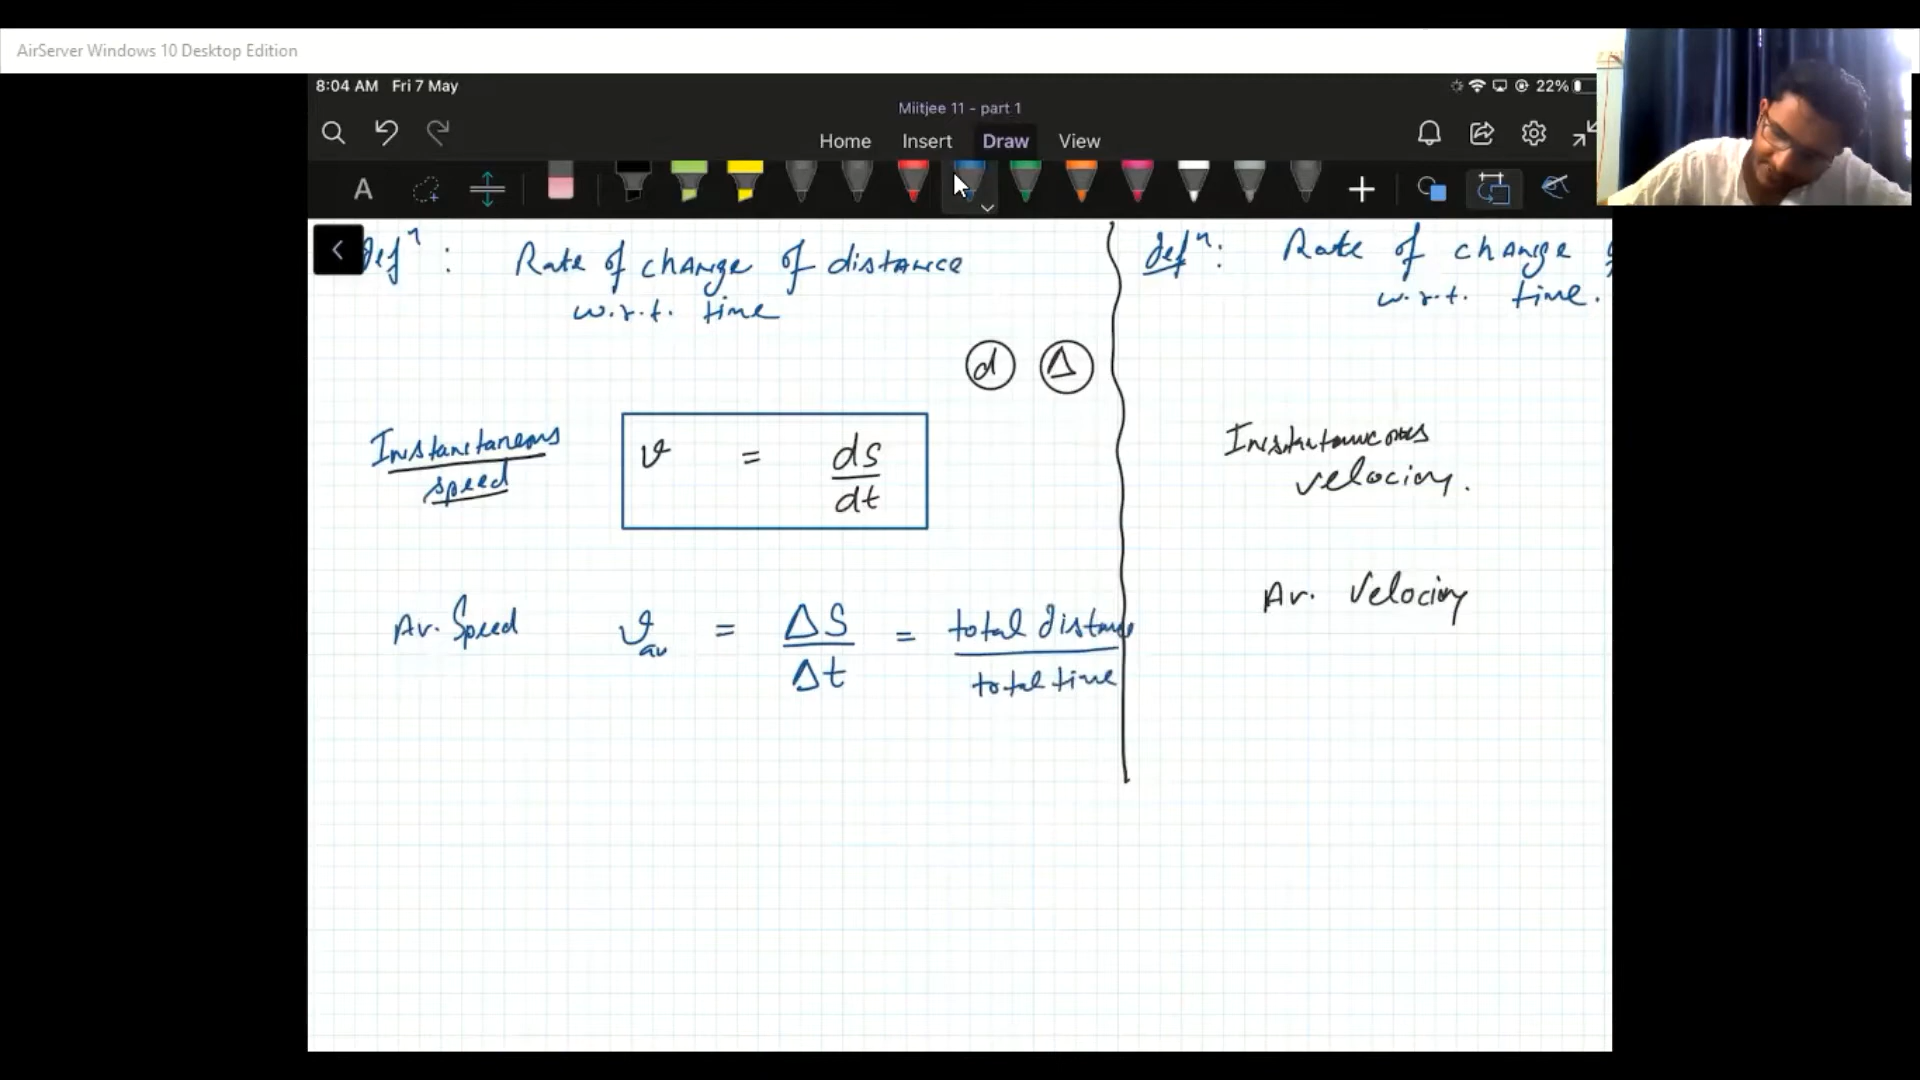 AirServer Windows 10 Desktop Edition
8:04 AM Fri 7 May
22%
Miitjee 11 - part 1
Home Insert Draw View
A
defⁿ : Rate of change of distance
w.r.t. time
defⁿ : Rate of change
w.r.t. time.
d Δ
Instantaneous
speed
v = ds/dt
Instantaneous
velocity.
Av. Speed v_av = ΔS/Δt = total distance/total time
Av. Velocity